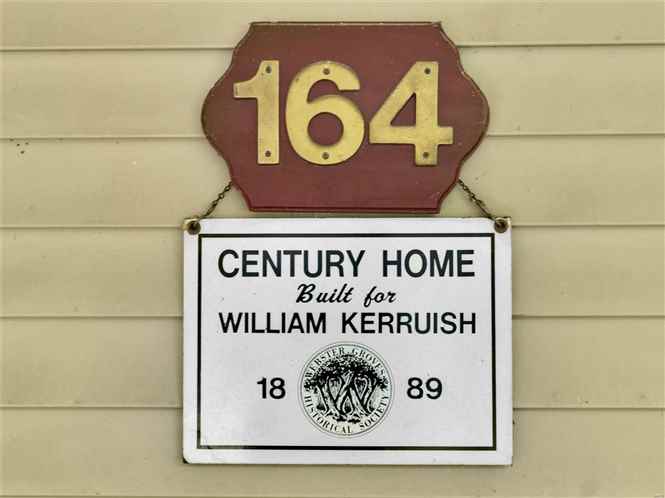 164
CENTURY HOME
Built for
WILLIAM KERRUISH
18 89
WEBSTER GROVES
HISTORICAL SOCIETY